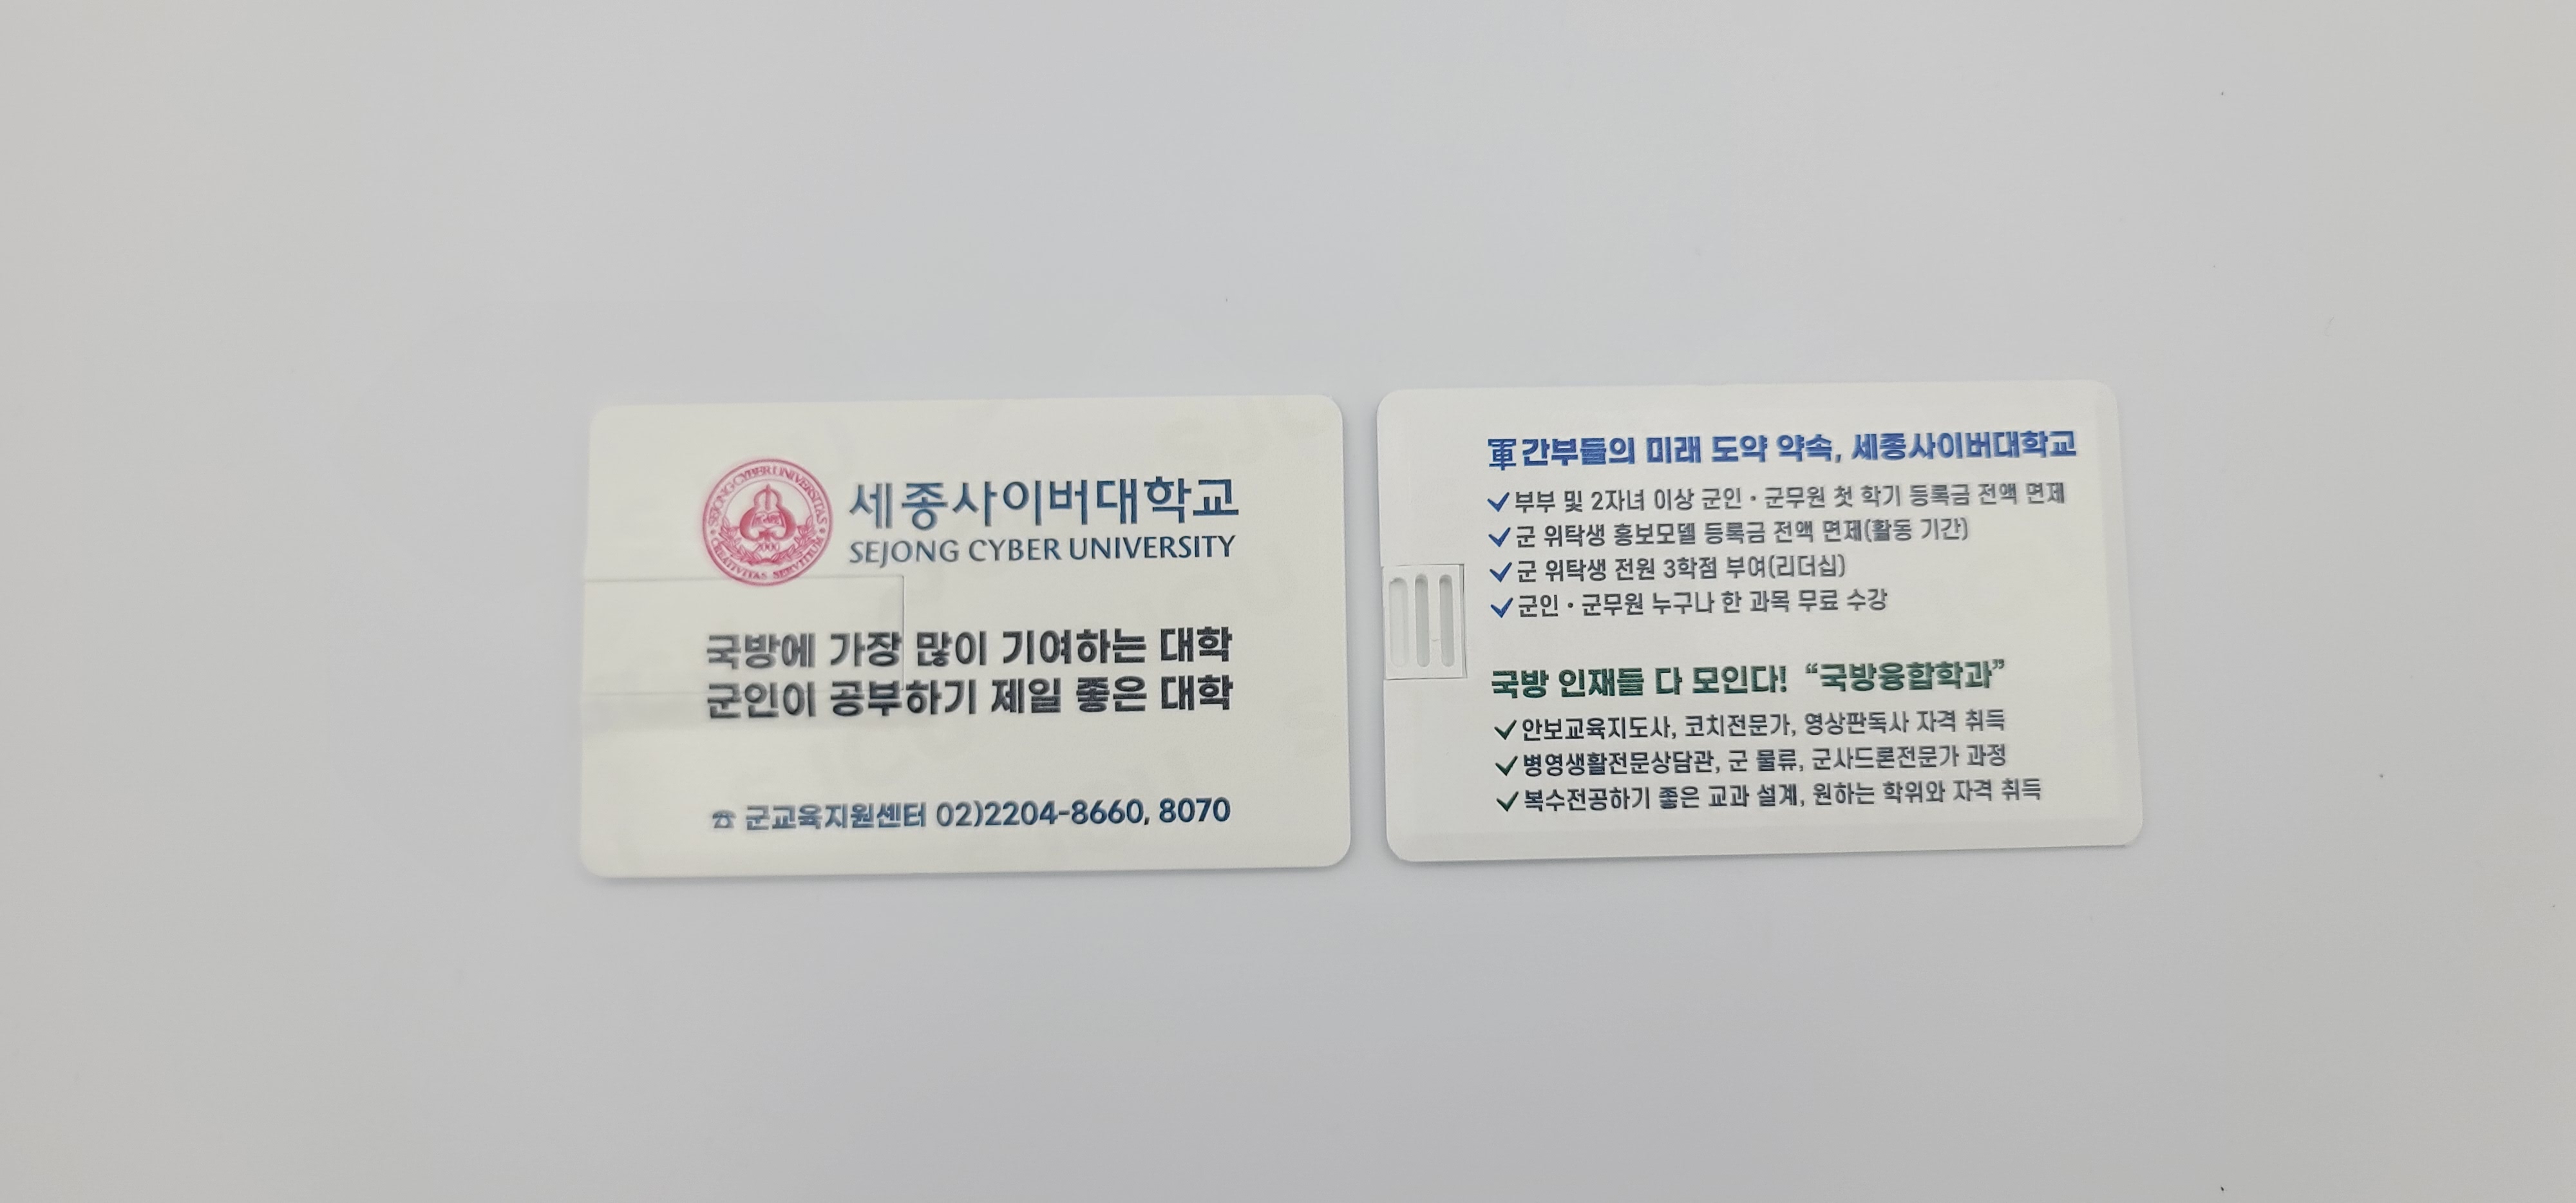 SEJONG CYBER UNIVERSITAS
CREATIVITAS SERVITIUM
세종사이버대학교
SEJONG CYBER UNIVERSITY
국방에 가장 많이 기여하는 대학
군인이 공부하기 제일 좋은 대학
☎ 군교육지원센터 02)2204-8660, 8070
軍간부들의 미래 도약 약속, 세종사이버대학교
✓부부 및 2자녀 이상 군인·군무원 첫 학기 등록금 전액 면제
✓군 위탁생 홍보모델 등록금 전액 면제(활동 기간)
✓군 위탁생 전원 3학점 부여(리더십)
✓군인·군무원 누구나 한 과목 무료 수강
국방 인재들 다 모인다! “국방융합학과”
✓안보교육지도사, 코치전문가, 영상판독사 자격 취득
✓병영생활전문상담관, 군 물류, 군사드론전문가 과정
✓복수전공하기 좋은 교과 설계, 원하는 학위와 자격 취득